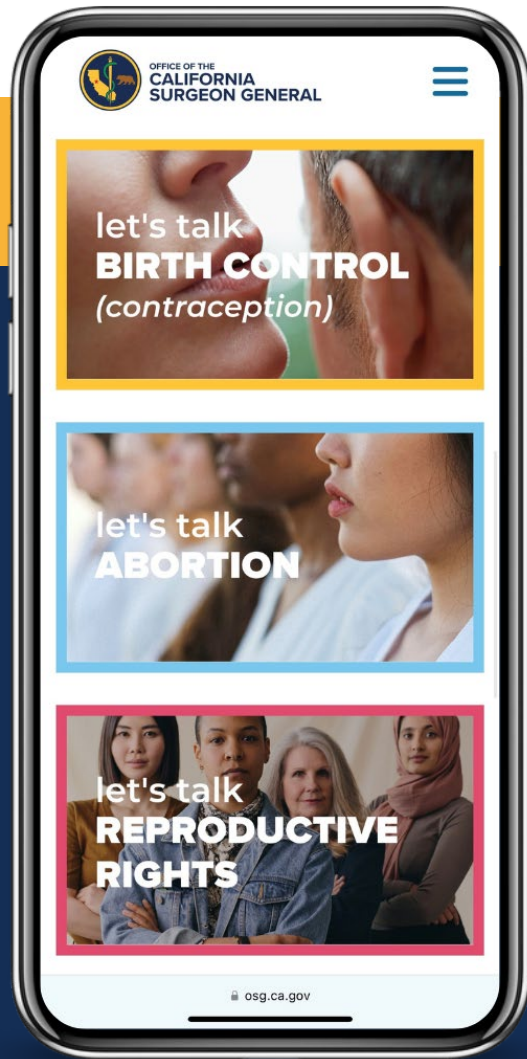 OFFICE OF THE
CALIFORNIA
SURGEON GENERAL
let's talk
BIRTH CONTROL
(contraception)
let's talk
ABORTION
let's talk
REPRODUCTIVE
RIGHTS
osg.ca.gov